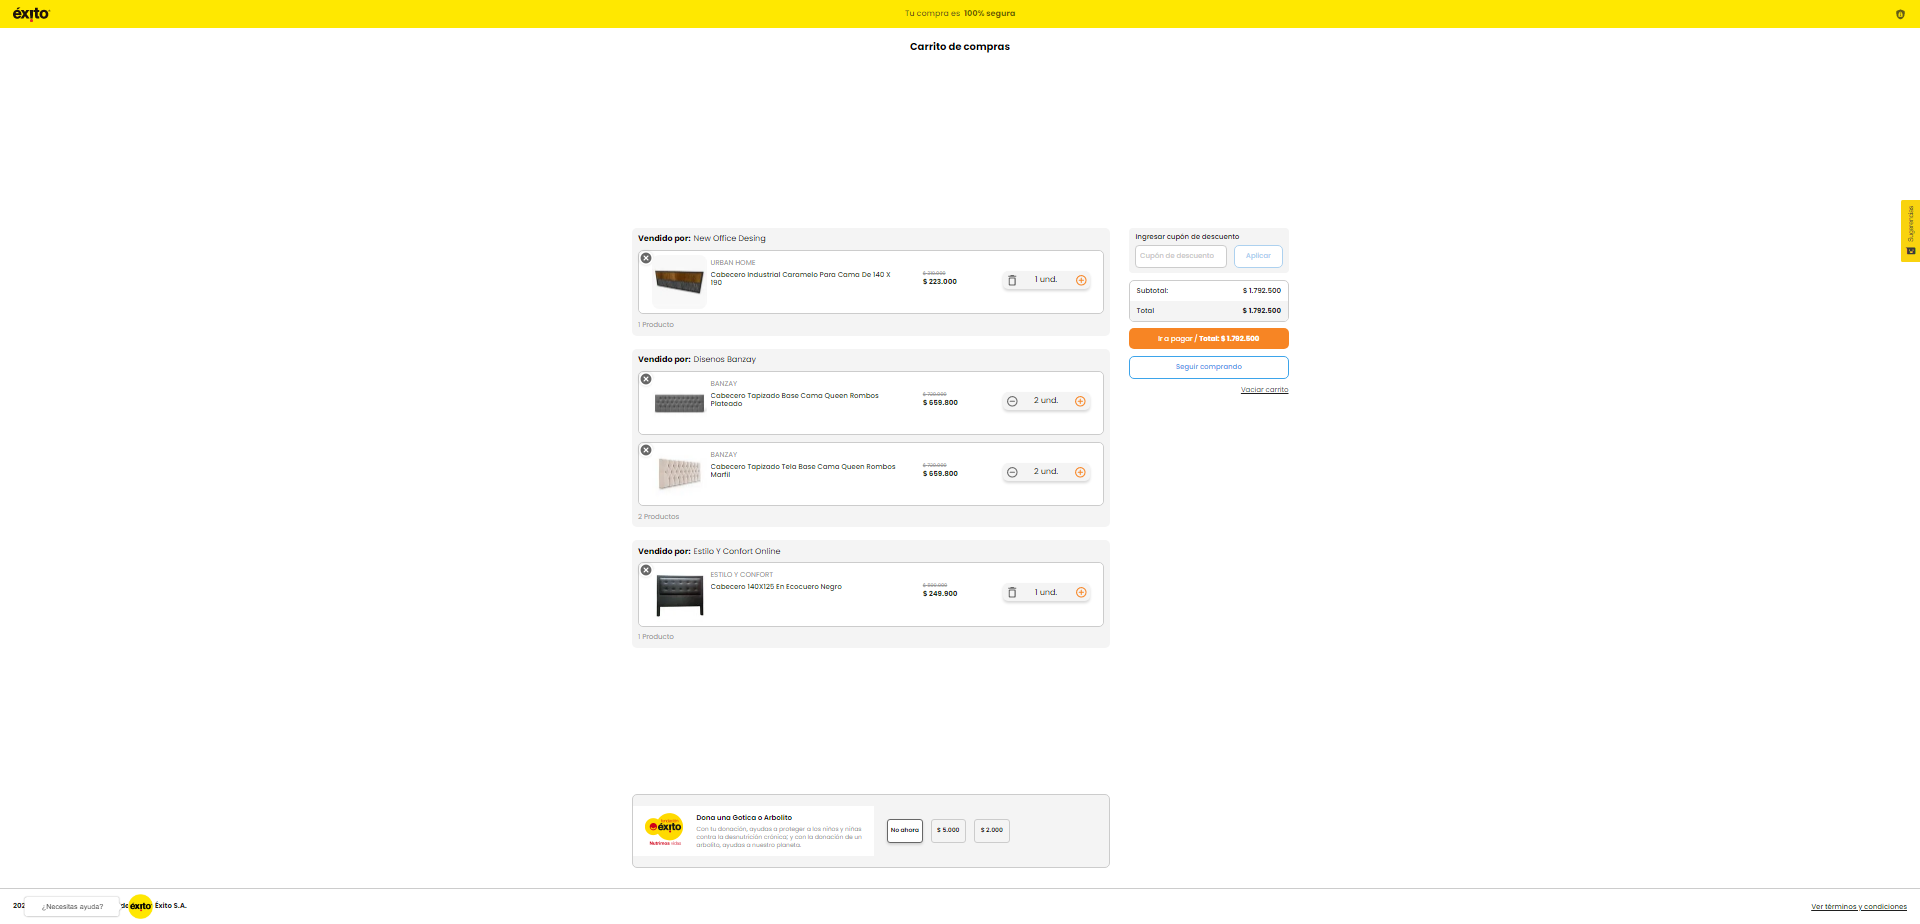 éxito
Tu compra es 100% segura
Carrito de compras
Sugerencias
Vendido por: New Office Desing
URBAN HOME
Cabecero Industrial Caramelo Para Cama De 140 X
190
$ 223.000
1 und.
1 Producto
Vendido por: Disenos Banzay
BANZAY
Cabecero Tapizado Base Cama Queen Rombos
Plateado
$ 659.800
2 und.
BANZAY
Cabecero Tapizado Tela Base Cama Queen Rombos
Marfil
$ 659.800
2 und.
2 Productos
Vendido por: Estilo Y Confort Online
ESTILO Y CONFORT
Cabecero 140X125 En Ecocuero Negro
$ 249.900
1 und.
1 Producto
Ingresar cupón de descuento
Cupón de descuento
Aplicar
Subtotal: $ 1.792.500
Total $ 1.792.500
Ir a pagar / Total: $ 1.792.500
Seguir comprando
Vaciar carrito
éxito
Nutrimos vidas
Dona una Gotica o Arbolito
Con tu donación, ayudas a proteger a los niños y niñas
contra la desnutrición crónica; y con la donación de un
arbolito, ayudas a nuestro planeta.
No ahora
$ 5.000
$ 2.000
¿Necesitas ayuda?
éxito
Éxito S.A.
Ver términos y condiciones